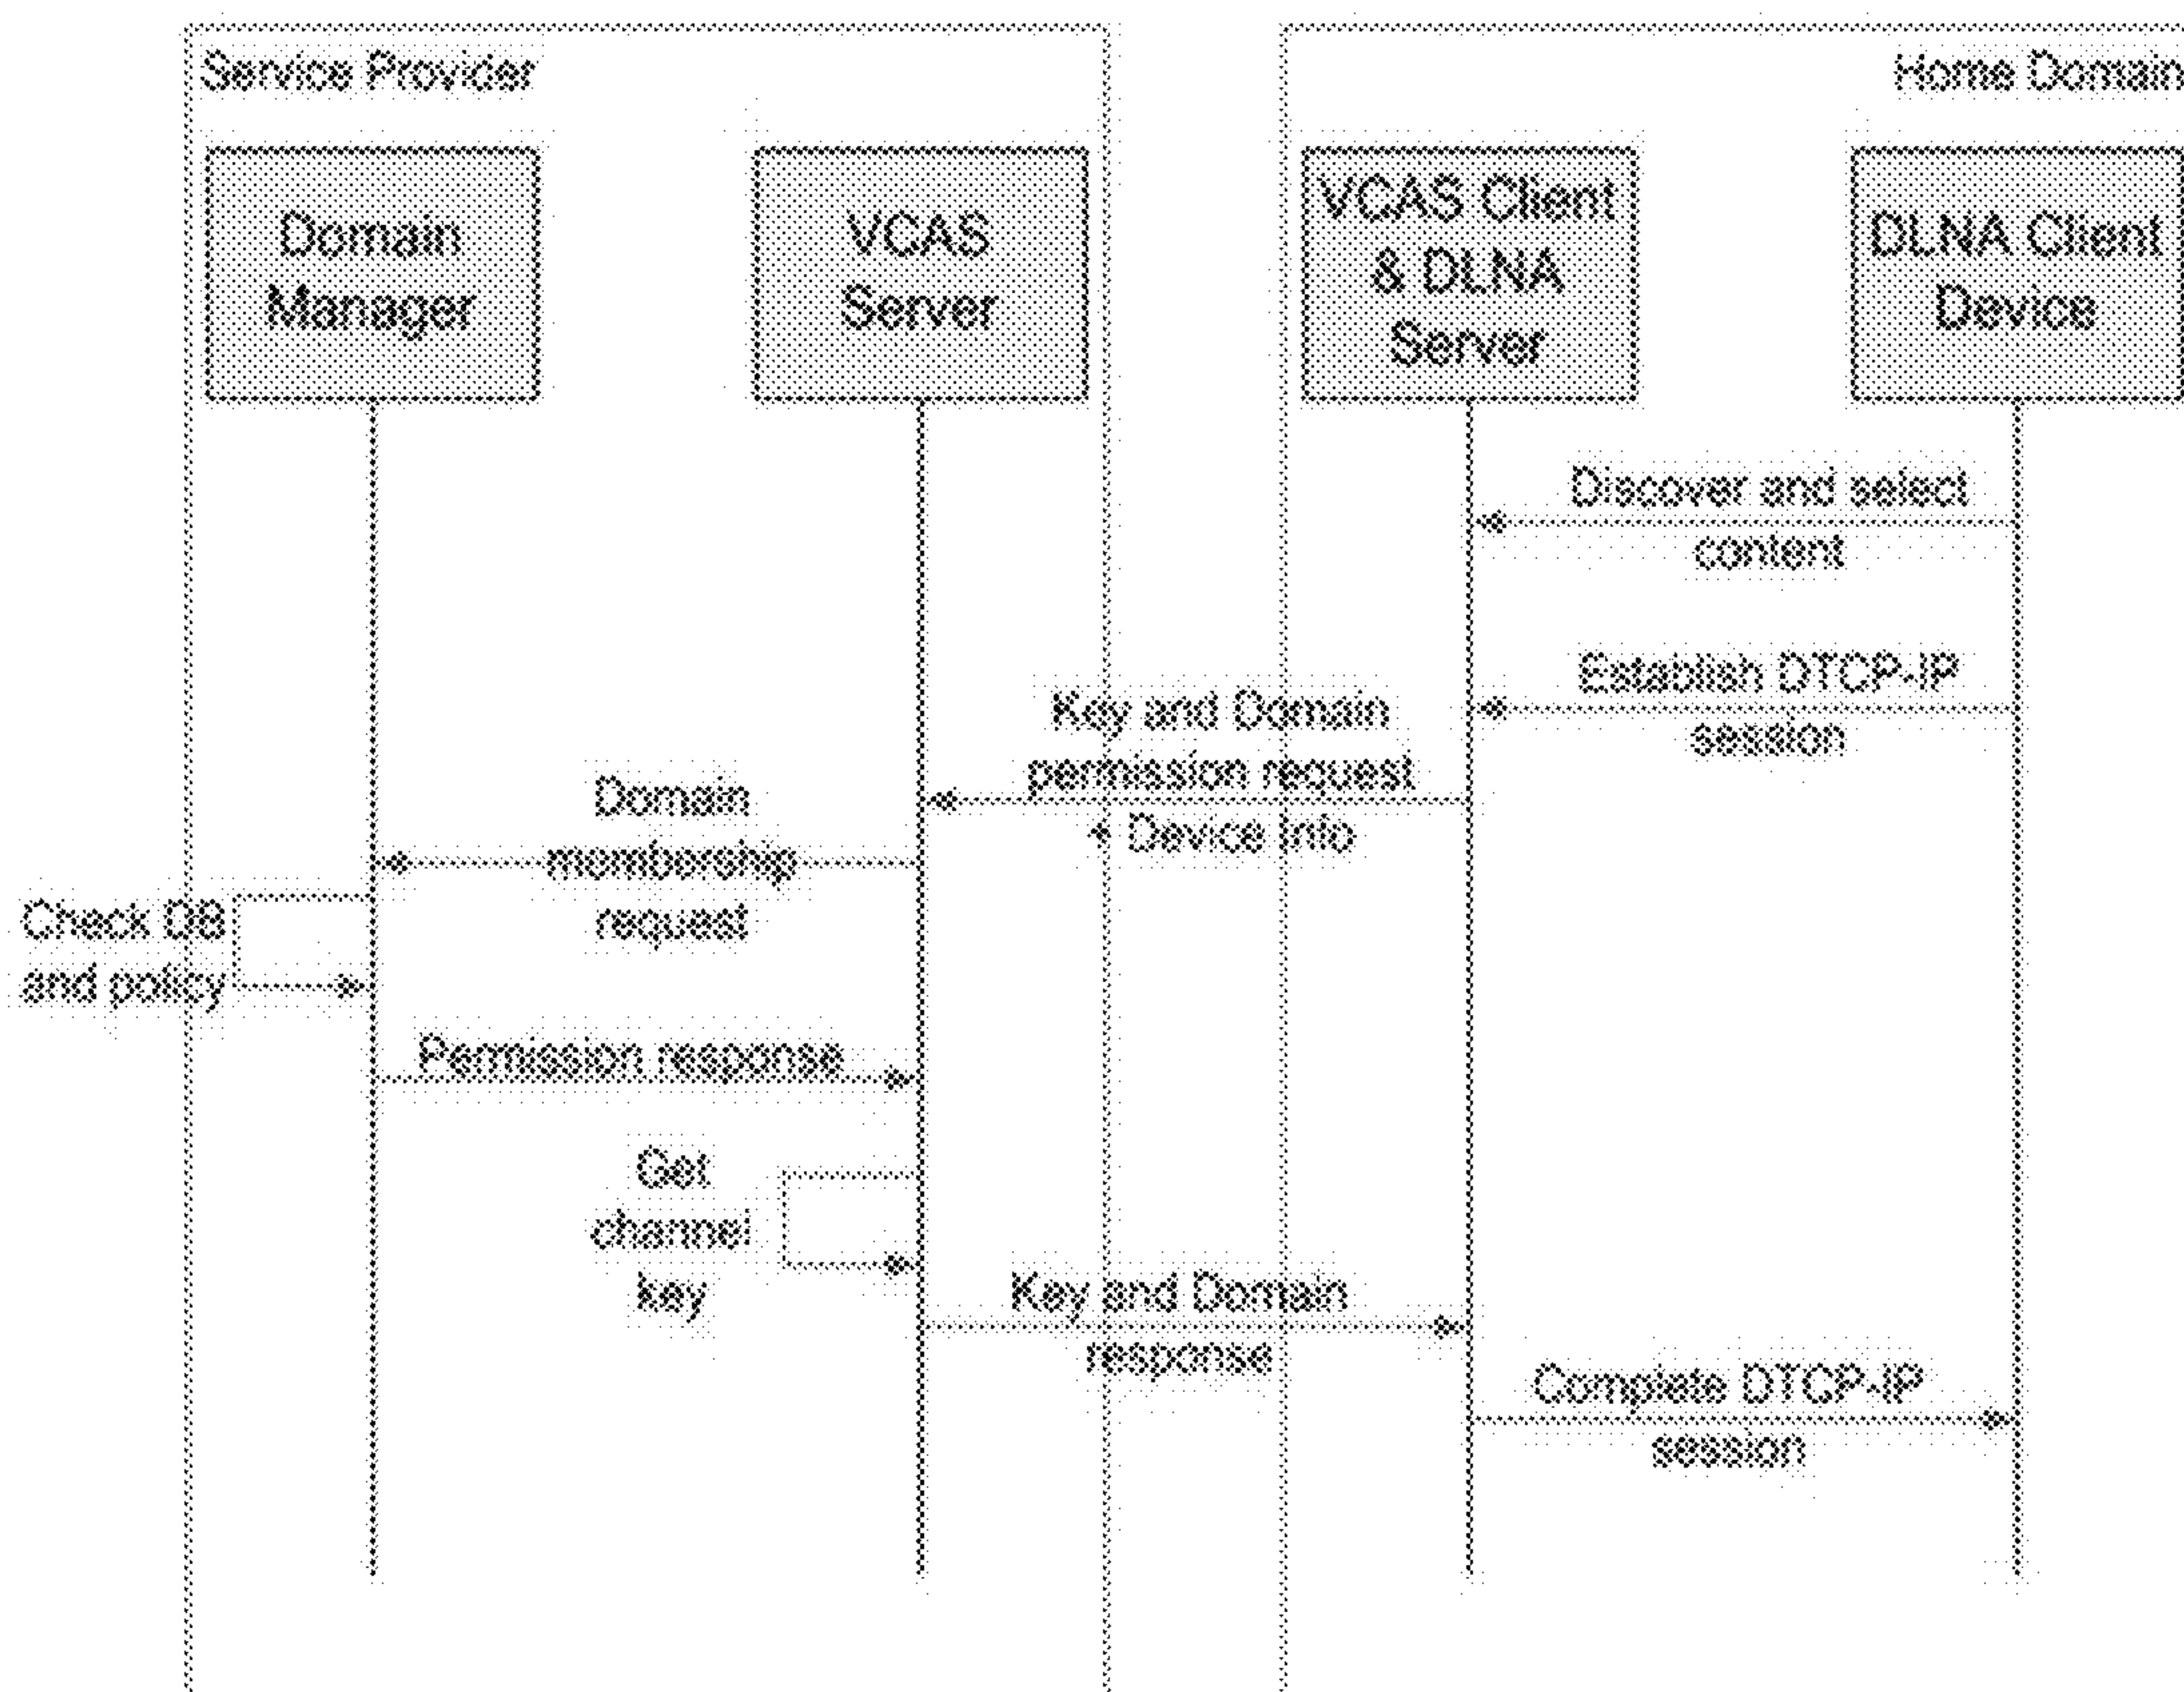 Service Provider
Home Domain
Domain
Manager
VCAS
Server
VCAS Client
& DLNA
Server
DLNA Client
Device
Discover and select
content
Establish DTCP-IP
session
Key and Domain
permission request
+ Device Info
Domain
membership
request
Check DB
and policy
Permission response
Get
channel
key
Key and Domain
response
Complete DTCP-IP
session